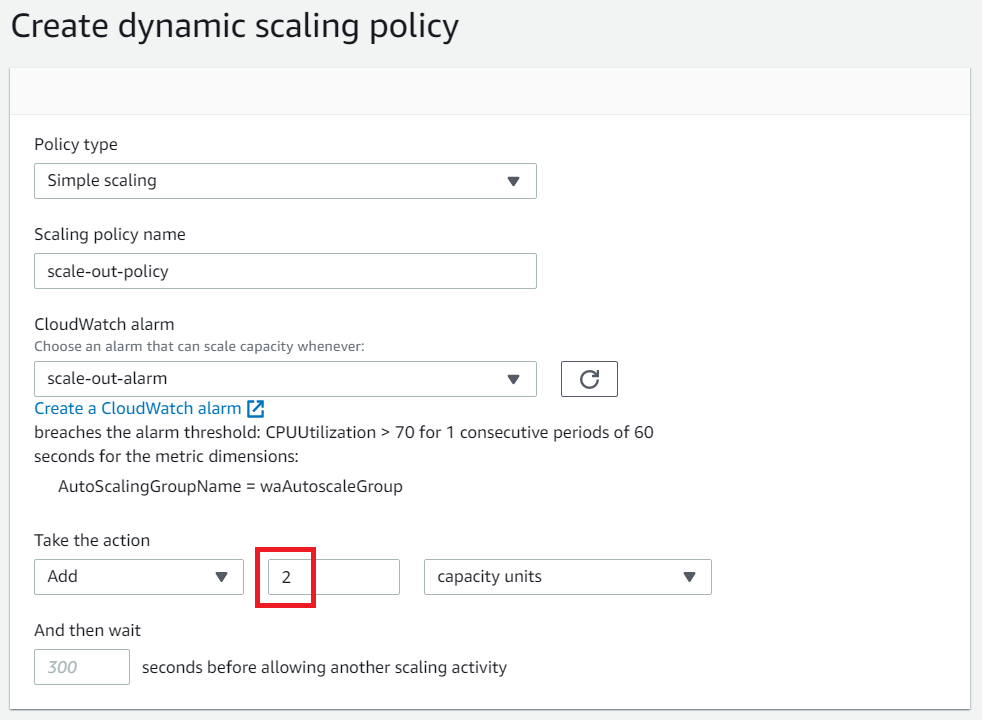 Create dynamic scaling policy
Policy type
Simple scaling
Scaling policy name
scale-out-policy
CloudWatch alarm
Choose an alarm that can scale capacity whenever:
scale-out-alarm
Create a CloudWatch alarm
breaches the alarm threshold: CPUUtilization > 70 for 1 consecutive periods of 60
seconds for the metric dimensions:
AutoScalingGroupName = waAutoscaleGroup
Take the action
Add 2 capacity units
And then wait
300 seconds before allowing another scaling activity